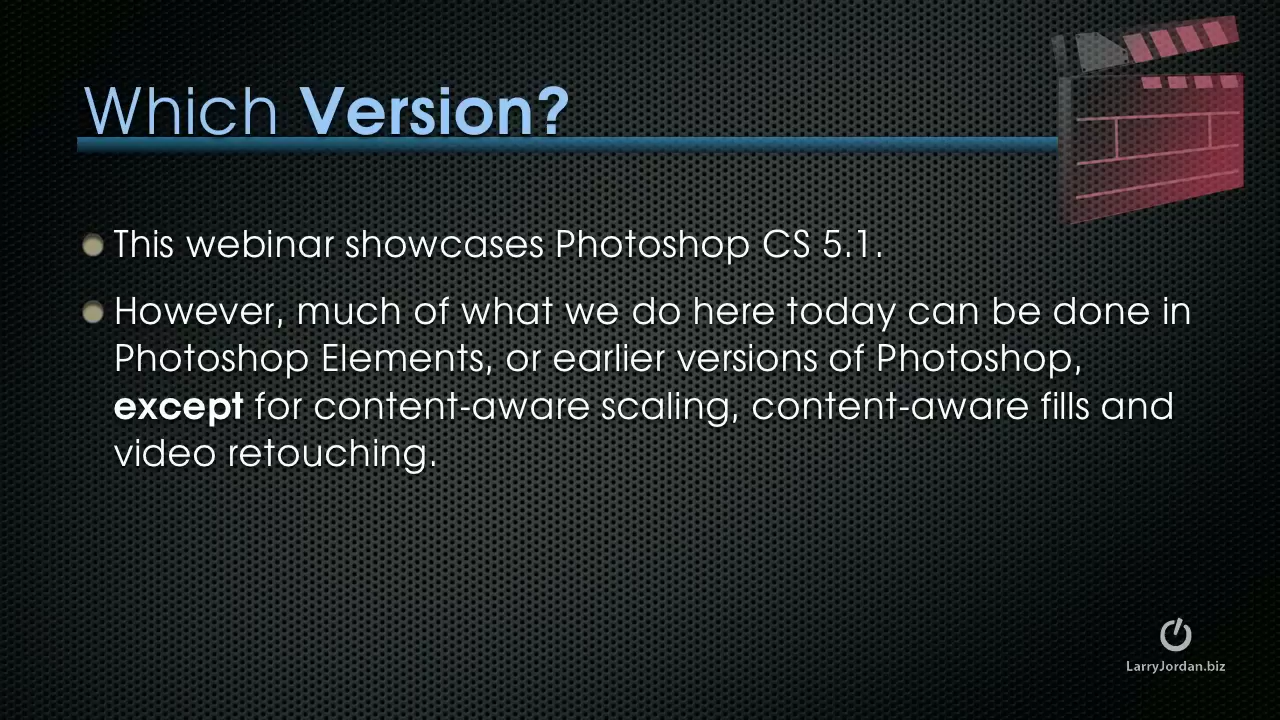 Which Version?
This webinar showcases Photoshop CS 5.1.
However, much of what we do here today can be done in
Photoshop Elements, or earlier versions of Photoshop,
except for content-aware scaling, content-aware fills and
video retouching.
LarryJordan.biz